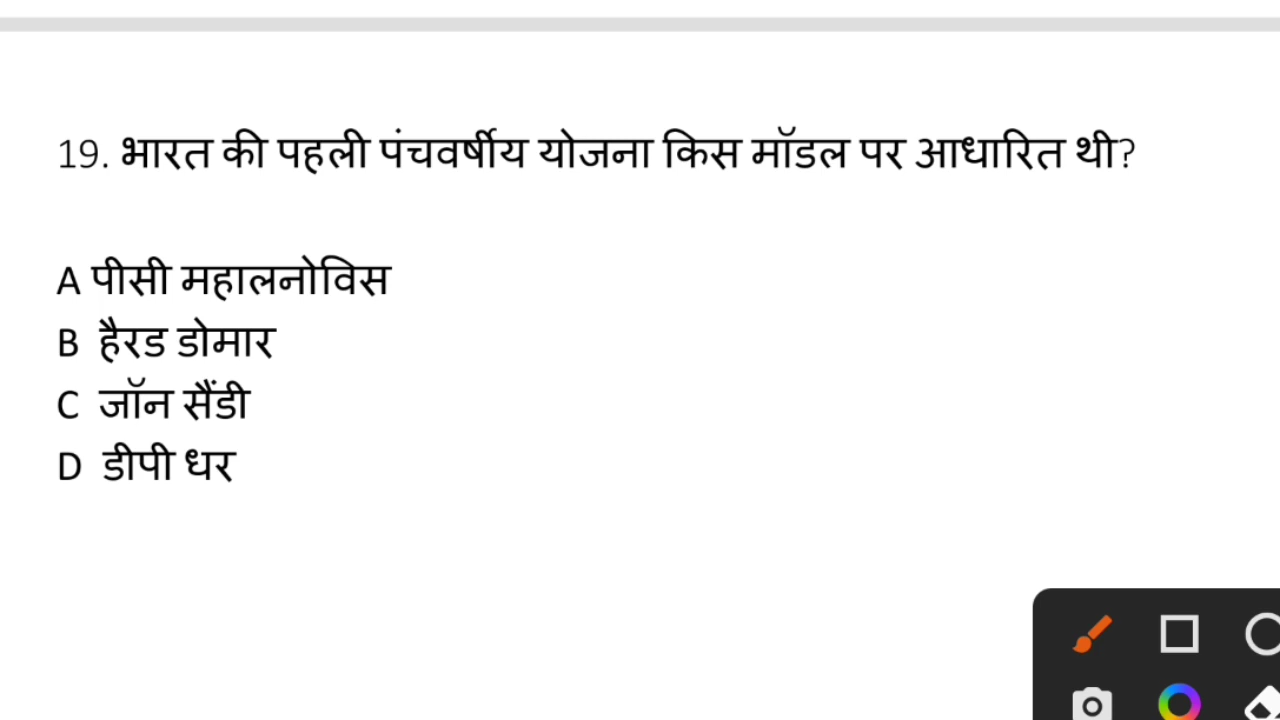 19. भारत की पहली पंचवर्षीय योजना किस मॉडल पर आधारित थी?
A पीसी महालनोविस
B हैरड डोमार
C जॉन सैंडी
D डीपी धर